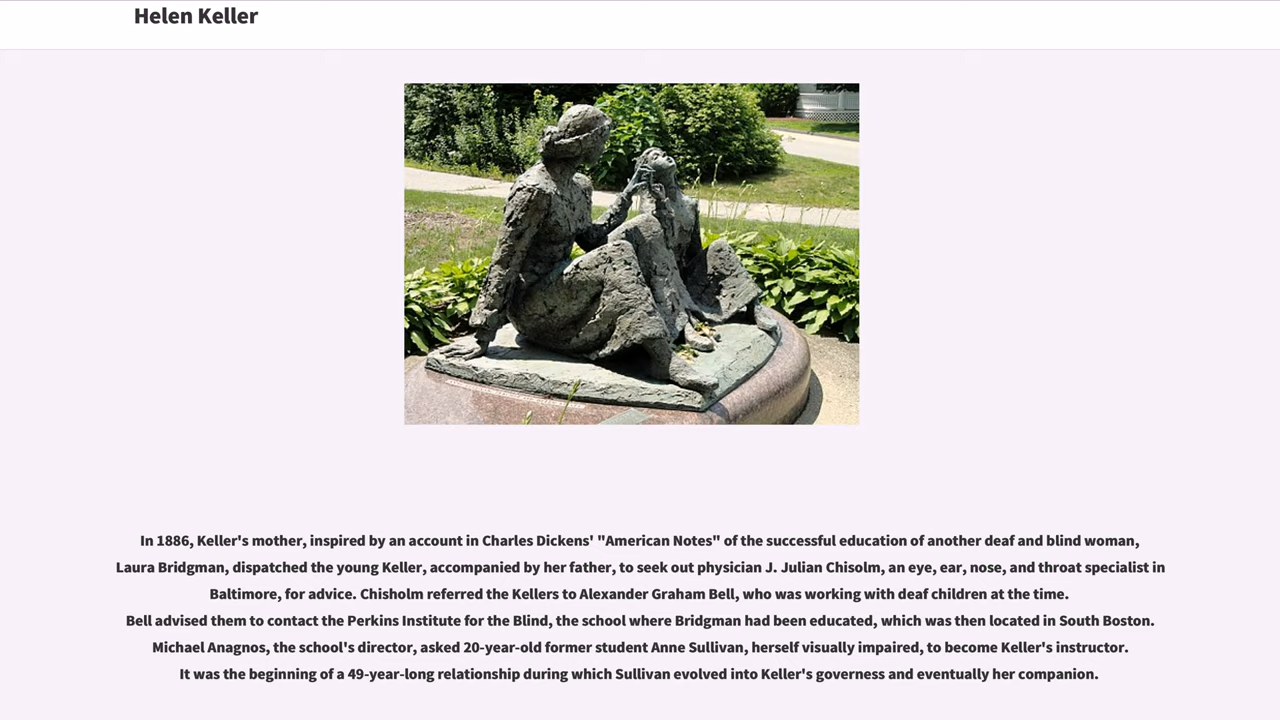 Helen Keller
In 1886, Keller's mother, inspired by an account in Charles Dickens' "American Notes" of the successful education of another deaf and blind woman,
Laura Bridgman, dispatched the young Keller, accompanied by her father, to seek out physician J. Julian Chisolm, an eye, ear, nose, and throat specialist in
Baltimore, for advice. Chisholm referred the Kellers to Alexander Graham Bell, who was working with deaf children at the time.
Bell advised them to contact the Perkins Institute for the Blind, the school where Bridgman had been educated, which was then located in South Boston.
Michael Anagnos, the school's director, asked 20-year-old former student Anne Sullivan, herself visually impaired, to become Keller's instructor.
It was the beginning of a 49-year-long relationship during which Sullivan evolved into Keller's governess and eventually her companion.